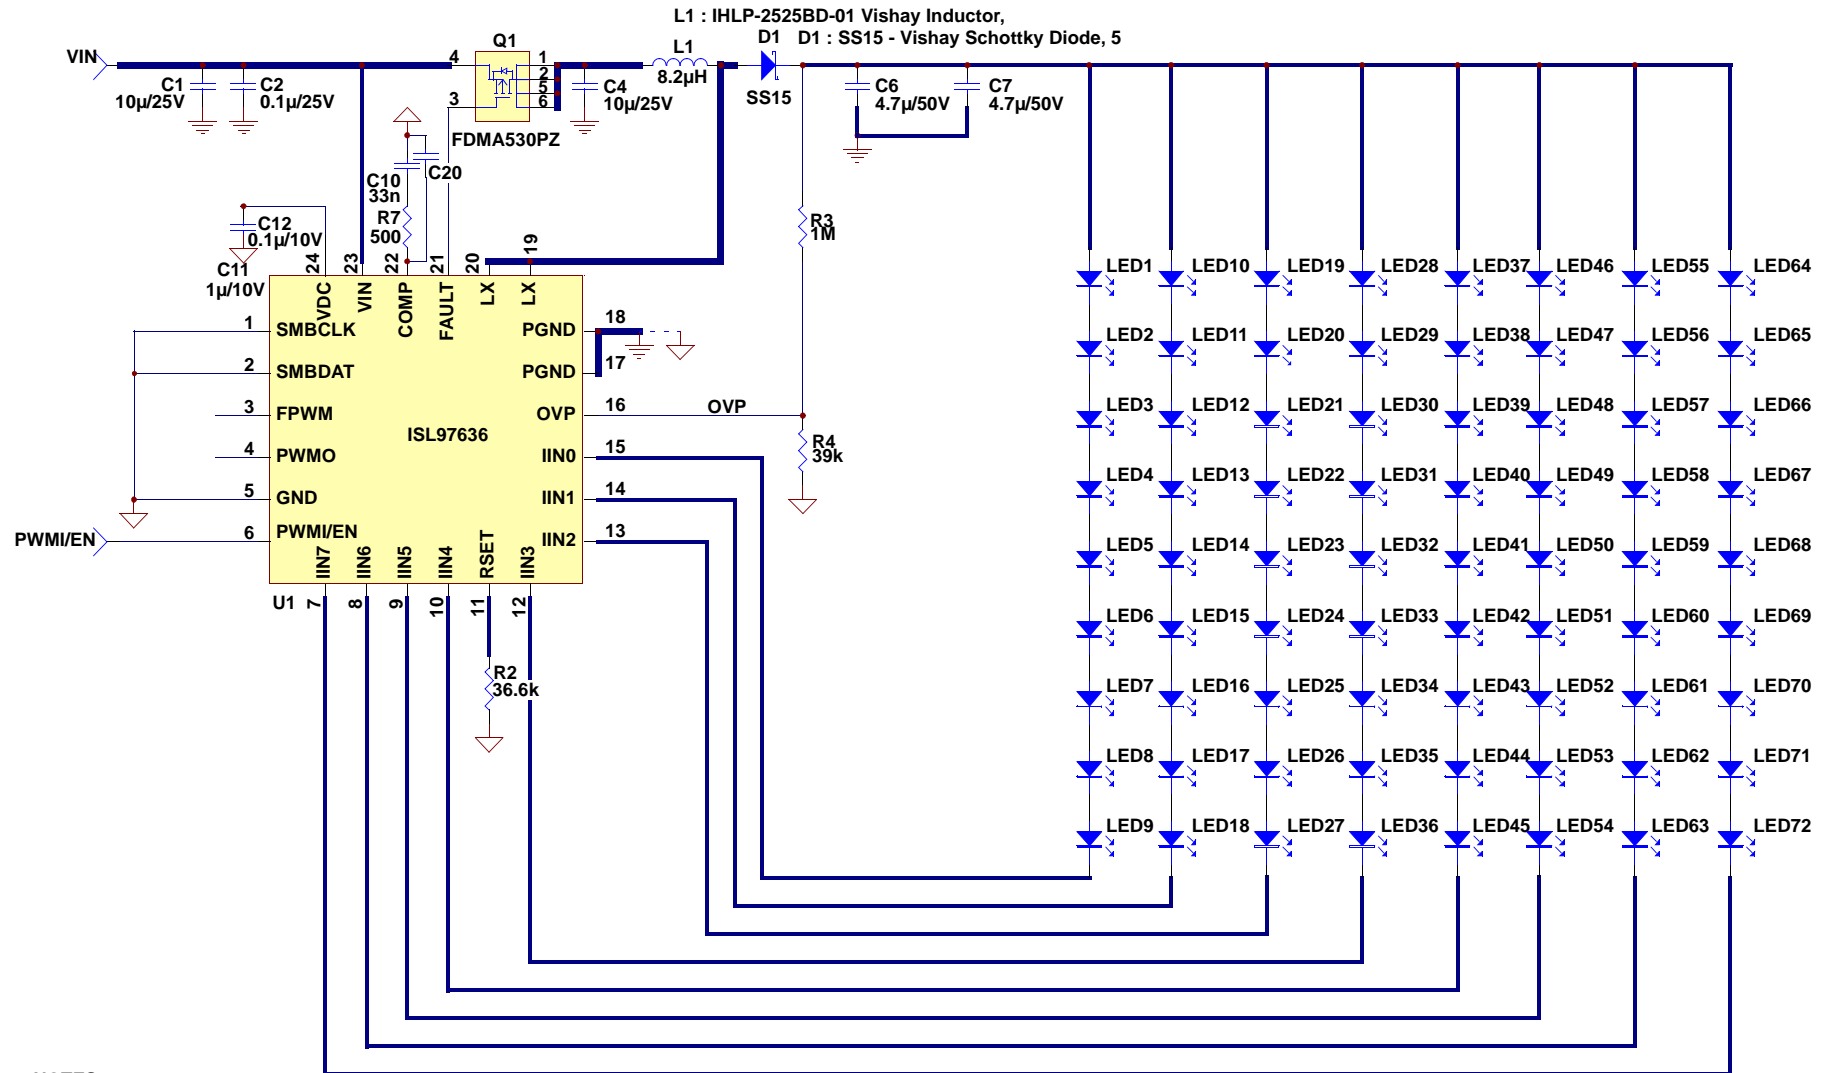 L1 : IHLP-2525BD-01 Vishay Inductor,
D1 D1 : SS15 - Vishay Schottky Diode, 5
VIN
Q1
4
1
2
5
6
3
FDMA530PZ
L1
8.2µH
SS15
C1
10µ/25V
C2
0.1µ/25V
C4
10µ/25V
C6
4.7µ/50V
C7
4.7µ/50V
C10
33n
C20
R7
500
C12
0.1µ/10V
C11
1µ/10V
R3
1M
24
23
22
21
20
19
VDC
VIN
COMP
FAULT
LX
LX
1 SMBCLK
2 SMBDAT
3 FPWM
4 PWMO
5 GND
PWMI/EN
6 PWMI/EN
ISL97636
PGND 18
PGND 17
OVP 16 OVP
IIN0 15
IIN1 14
IIN2 13
R4
39k
IIN7
IIN6
IIN5
IIN4
RSET
IIN3
U1
7
8
9
10
11
12
R2
36.6k
LED1 LED10 LED19 LED28 LED37 LED46 LED55 LED64
LED2 LED11 LED20 LED29 LED38 LED47 LED56 LED65
LED3 LED12 LED21 LED30 LED39 LED48 LED57 LED66
LED4 LED13 LED22 LED31 LED40 LED49 LED58 LED67
LED5 LED14 LED23 LED32 LED41 LED50 LED59 LED68
LED6 LED15 LED24 LED33 LED42 LED51 LED60 LED69
LED7 LED16 LED25 LED34 LED43 LED52 LED61 LED70
LED8 LED17 LED26 LED35 LED44 LED53 LED62 LED71
LED9 LED18 LED27 LED36 LED45 LED54 LED63 LED72